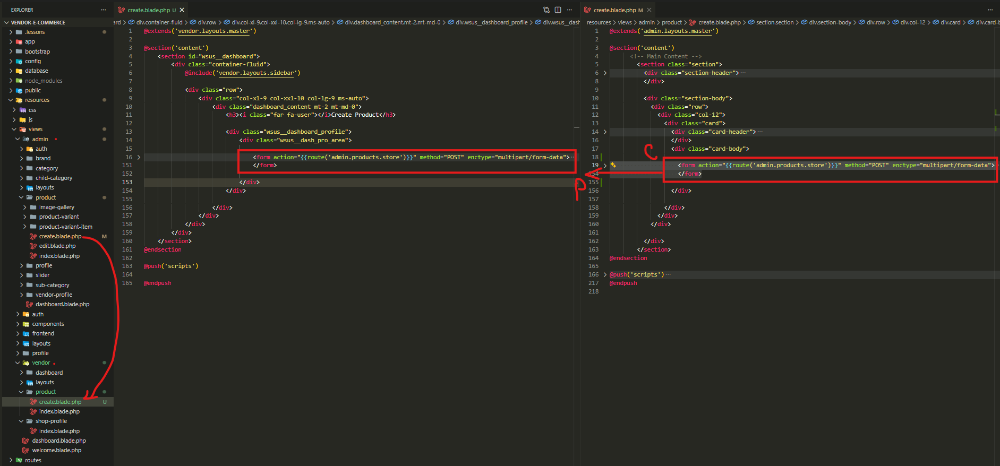 EXPLORER
VENDOR-E-COMMERCE
.lessons
app
bootstrap
config
database
node_modules
public
resources
css
js
views
admin
auth
brand
category
child-category
layouts
product
image-gallery
product-variant
product-variant-item
create.blade.php M
edit.blade.php
index.blade.php
profile
slider
sub-category
vendor-profile
dashboard.blade.php
auth
components
frontend
layouts
profile
vendor
dashboard
layouts
product
create.blade.php U
index.blade.php
shop-profile
index.blade.php
dashboard.blade.php
welcome.blade.php
routes
create.blade.php U
ard > div.container-fluid > div.row > div.col-xl-9.col-xxl-10.col-lg-9.ms-auto > div.dashboard_content.mt-2.mt-md-0 > div.wsus__dashboard_profile > div.wsus__dash
1 @extends('vendor.layouts.master')
2
3 @section('content')
4 <section id="wsus__dashboard">
5 <div class="container-fluid">
6 @include('vendor.layouts.sidebar')
7
8 <div class="row">
9 <div class="col-xl-9 col-xxl-10 col-lg-9 ms-auto">
10 <div class="dashboard_content mt-2 mt-md-0">
11 <h3><i class="far fa-user"></i>Create Product</h3>
12
13 <div class="wsus__dashboard_profile">
14 <div class="wsus__dash_pro_area">
15
16 <form action="{{route('admin.products.store')}}" method="POST" enctype="multipart/form-data">
151 </form>
152
153 </div>
154 </div>
155
156 </div>
157 </div>
158 </div>
159 </div>
160 </section>
161 @endsection
162
163 @push('scripts')
164
165 @endpush
create.blade.php M
resources > views > admin > product > create.blade.php > section.section > div.section-body > div.row > div.col-12 > div.card > div.card-b
1 @extends('admin.layouts.master')
2
3 @section('content')
4 <!-- Main Content -->
5 <section class="section">
6 <div class="section-header">
8 </div>
9
10 <div class="section-body">
11 <div class="row">
12 <div class="col-12">
13 <div class="card">
14 <div class="card-header">
16 </div>
17 <div class="card-body">
18
19 <form action="{{route('admin.products.store')}}" method="POST" enctype="multipart/form-data">
154 </form>
155
156 </div>
157
158 </div>
159 </div>
160 </div>
161
162 </div>
163 </section>
164 @endsection
165
166 @push('scripts')
217 @endpush
218
C
P